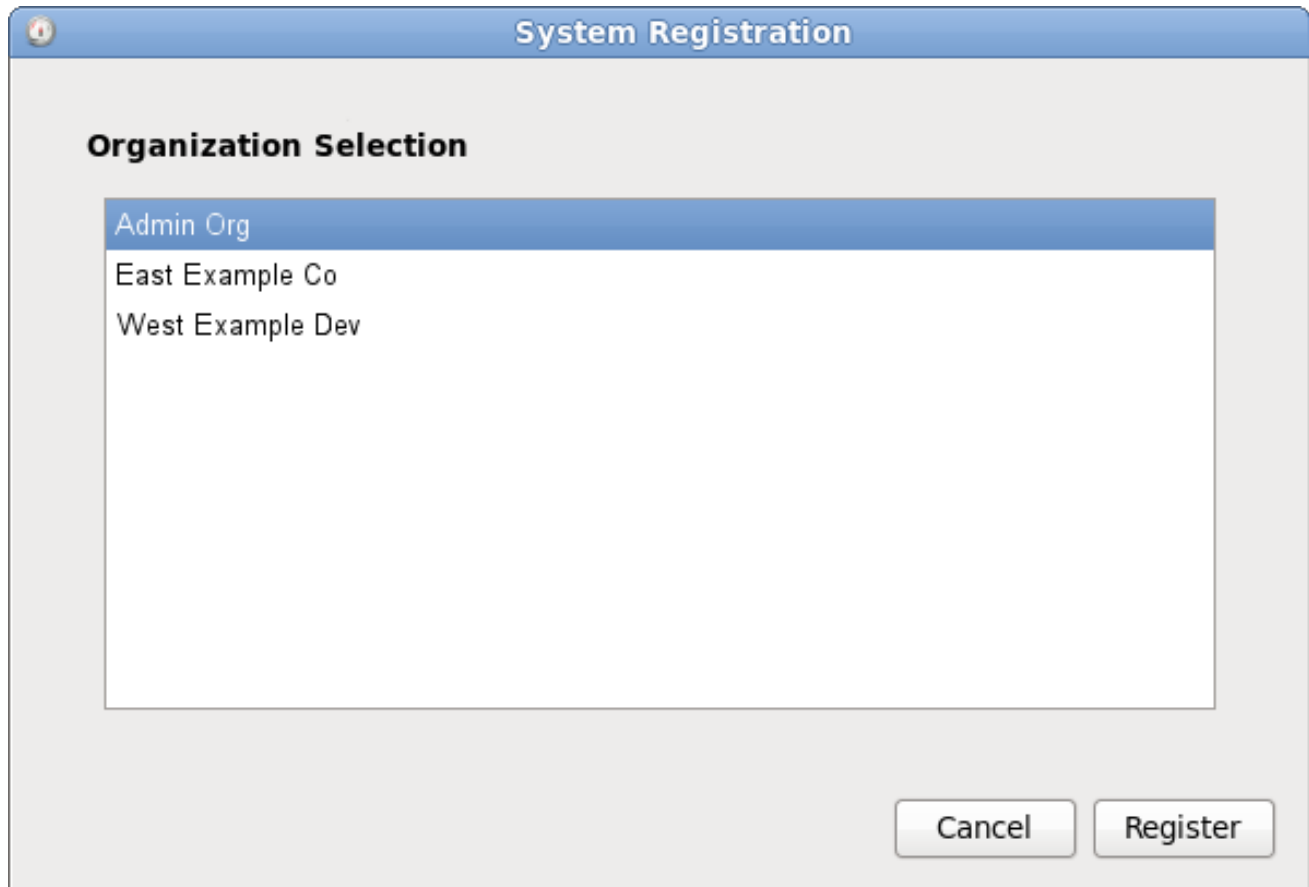 System Registration
Organization Selection
Admin Org
East Example Co
West Example Dev
Cancel Register